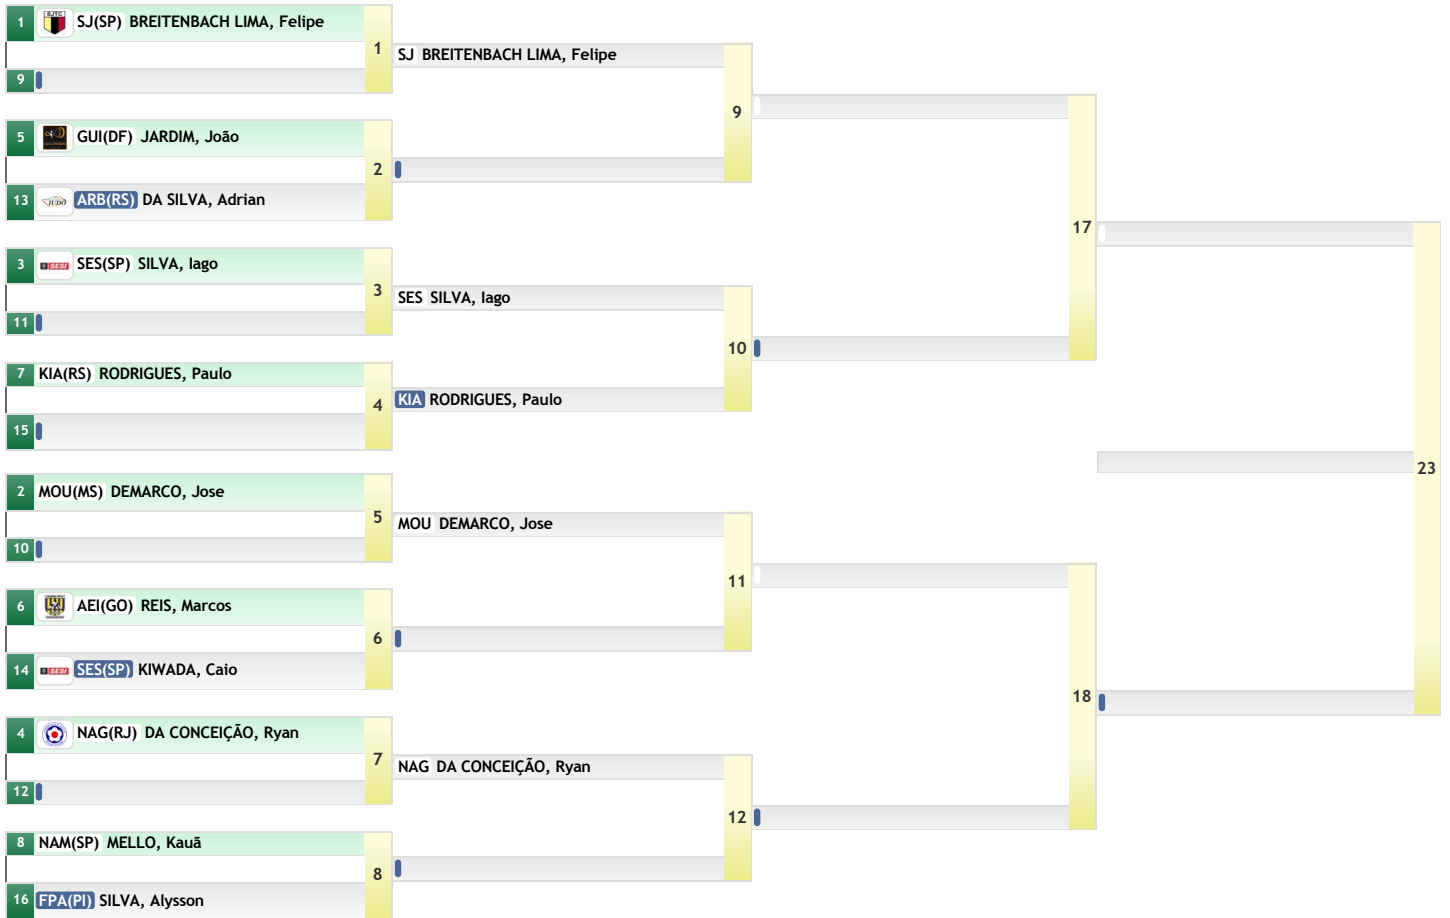 1 SJTC SJ(SP) BREITENBACH LIMA, Felipe
1
SJ BREITENBACH LIMA, Felipe
9
9
5 GUI(DF) JARDIM, João
2
13 JUDÔ ARB(RS) DA SILVA, Adrian
17
3 SESI SES(SP) SILVA, Iago
3
SES SILVA, Iago
11
10
7 KIA(RS) RODRIGUES, Paulo
4
KIA RODRIGUES, Paulo
15
23
2 MOU(MS) DEMARCO, Jose
5
MOU DEMARCO, Jose
10
11
6 AEI(GO) REIS, Marcos
6
14 SESI SES(SP) KIWADA, Caio
18
4 NAG(RJ) DA CONCEIÇÃO, Ryan
7
NAG DA CONCEIÇÃO, Ryan
12
12
8 NAM(SP) MELLO, Kauã
8
16 FPA(PI) SILVA, Alysson